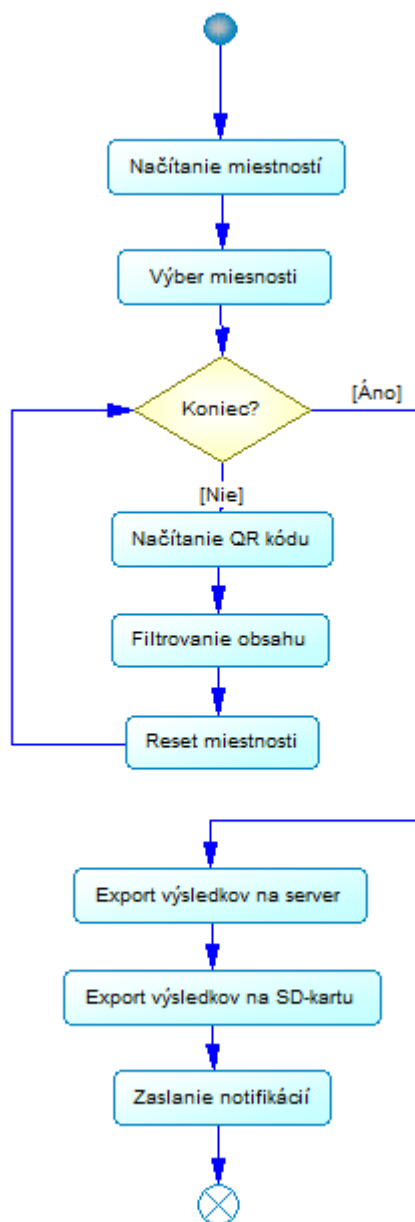 Načítanie miestností
Výber miesnosti
Koniec?
[Áno]
[Nie]
Načítanie QR kódu
Filtrovanie obsahu
Reset miestnosti
Export výsledkov na server
Export výsledkov na SD-kartu
Zaslanie notifikácií